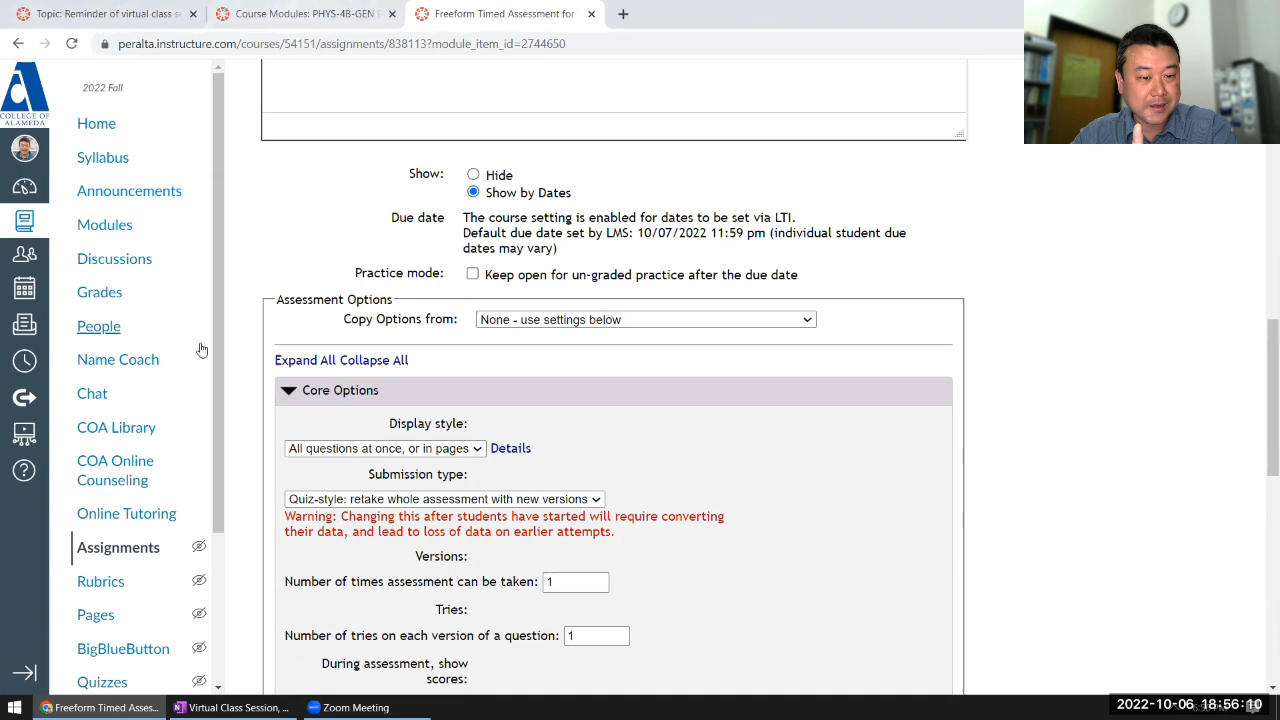 Topic: Reminder of virtual class s
Course Modules: PHYS-4B-GEN P
Freeform Timed Assessment for
peralta.instructure.com/courses/54151/assignments/838113?module_item_id=2744650
COLLEGE OF
ALAMEDA
2022 Fall
Home
Syllabus
Announcements
Modules
Discussions
Grades
People
Name Coach
Chat
COA Library
COA Online
Counseling
Online Tutoring
Assignments
Rubrics
Pages
BigBlueButton
Quizzes
Show:
Hide
Show by Dates
Due date
The course setting is enabled for dates to be set via LTI.
Default due date set by LMS: 10/07/2022 11:59 pm (individual student due
dates may vary)
Practice mode:
Keep open for un-graded practice after the due date
Assessment Options
Copy Options from:
None - use settings below
Expand All Collapse All
Core Options
Display style:
All questions at once, or in pages
Details
Submission type:
Quiz-style: retake whole assessment with new versions
Warning: Changing this after students have started will require converting
their data, and lead to loss of data on earlier attempts.
Versions:
Number of times assessment can be taken: 1
Tries:
Number of tries on each version of a question: 1
During assessment, show
scores:
Freeform Timed Asses...
Virtual Class Session, ...
Zoom Meeting
2022-10-06 18:56:10